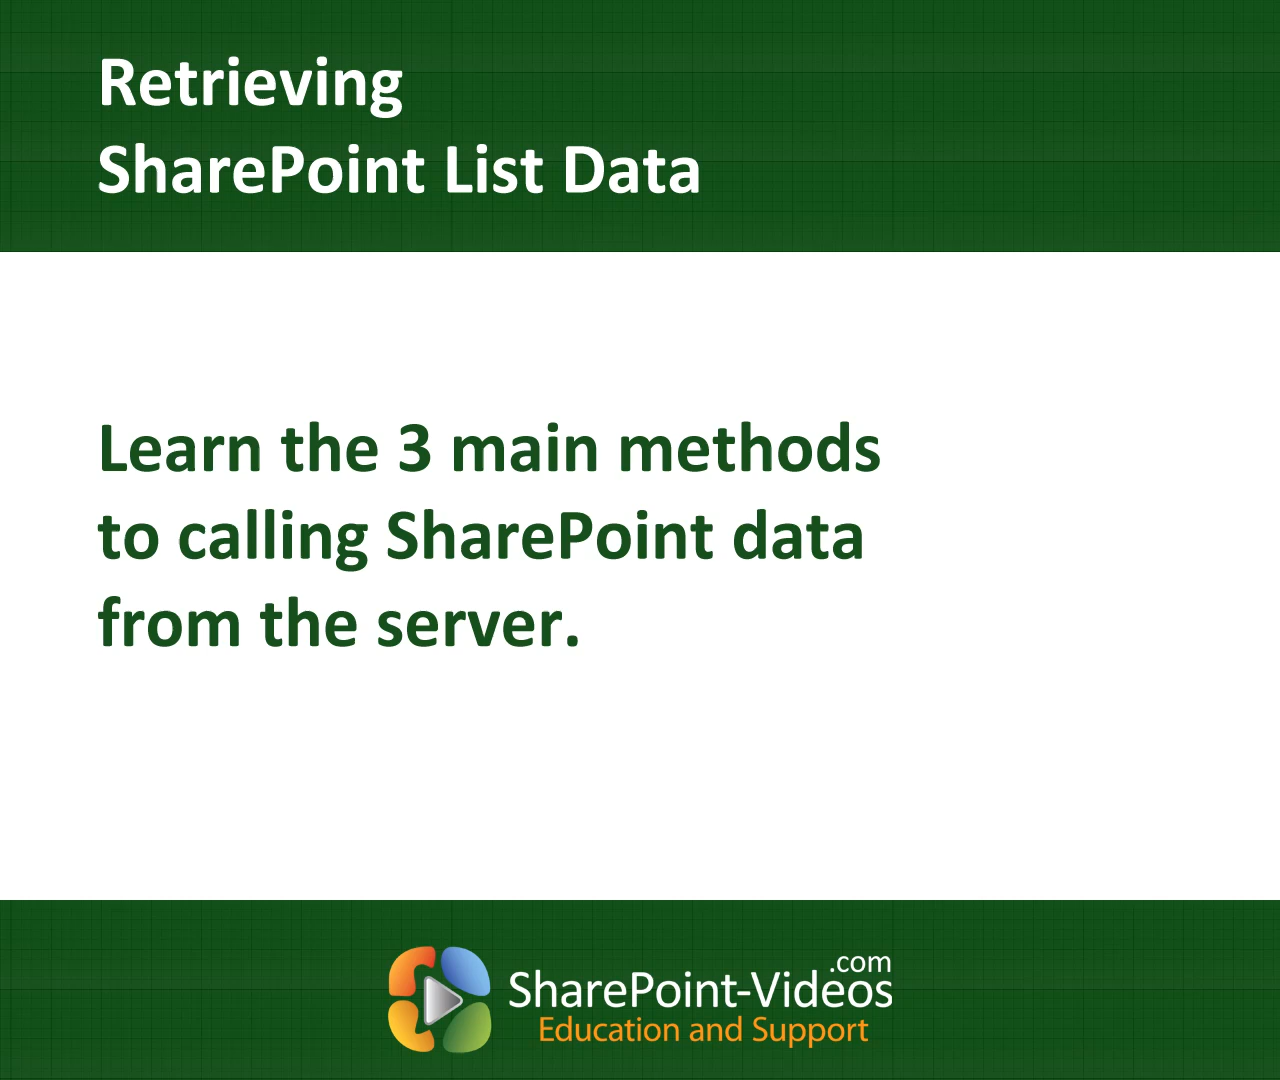 Retrieving
SharePoint List Data
Learn the 3 main methods
to calling SharePoint data
from the server.
.com
SharePoint-Videos
Education and Support